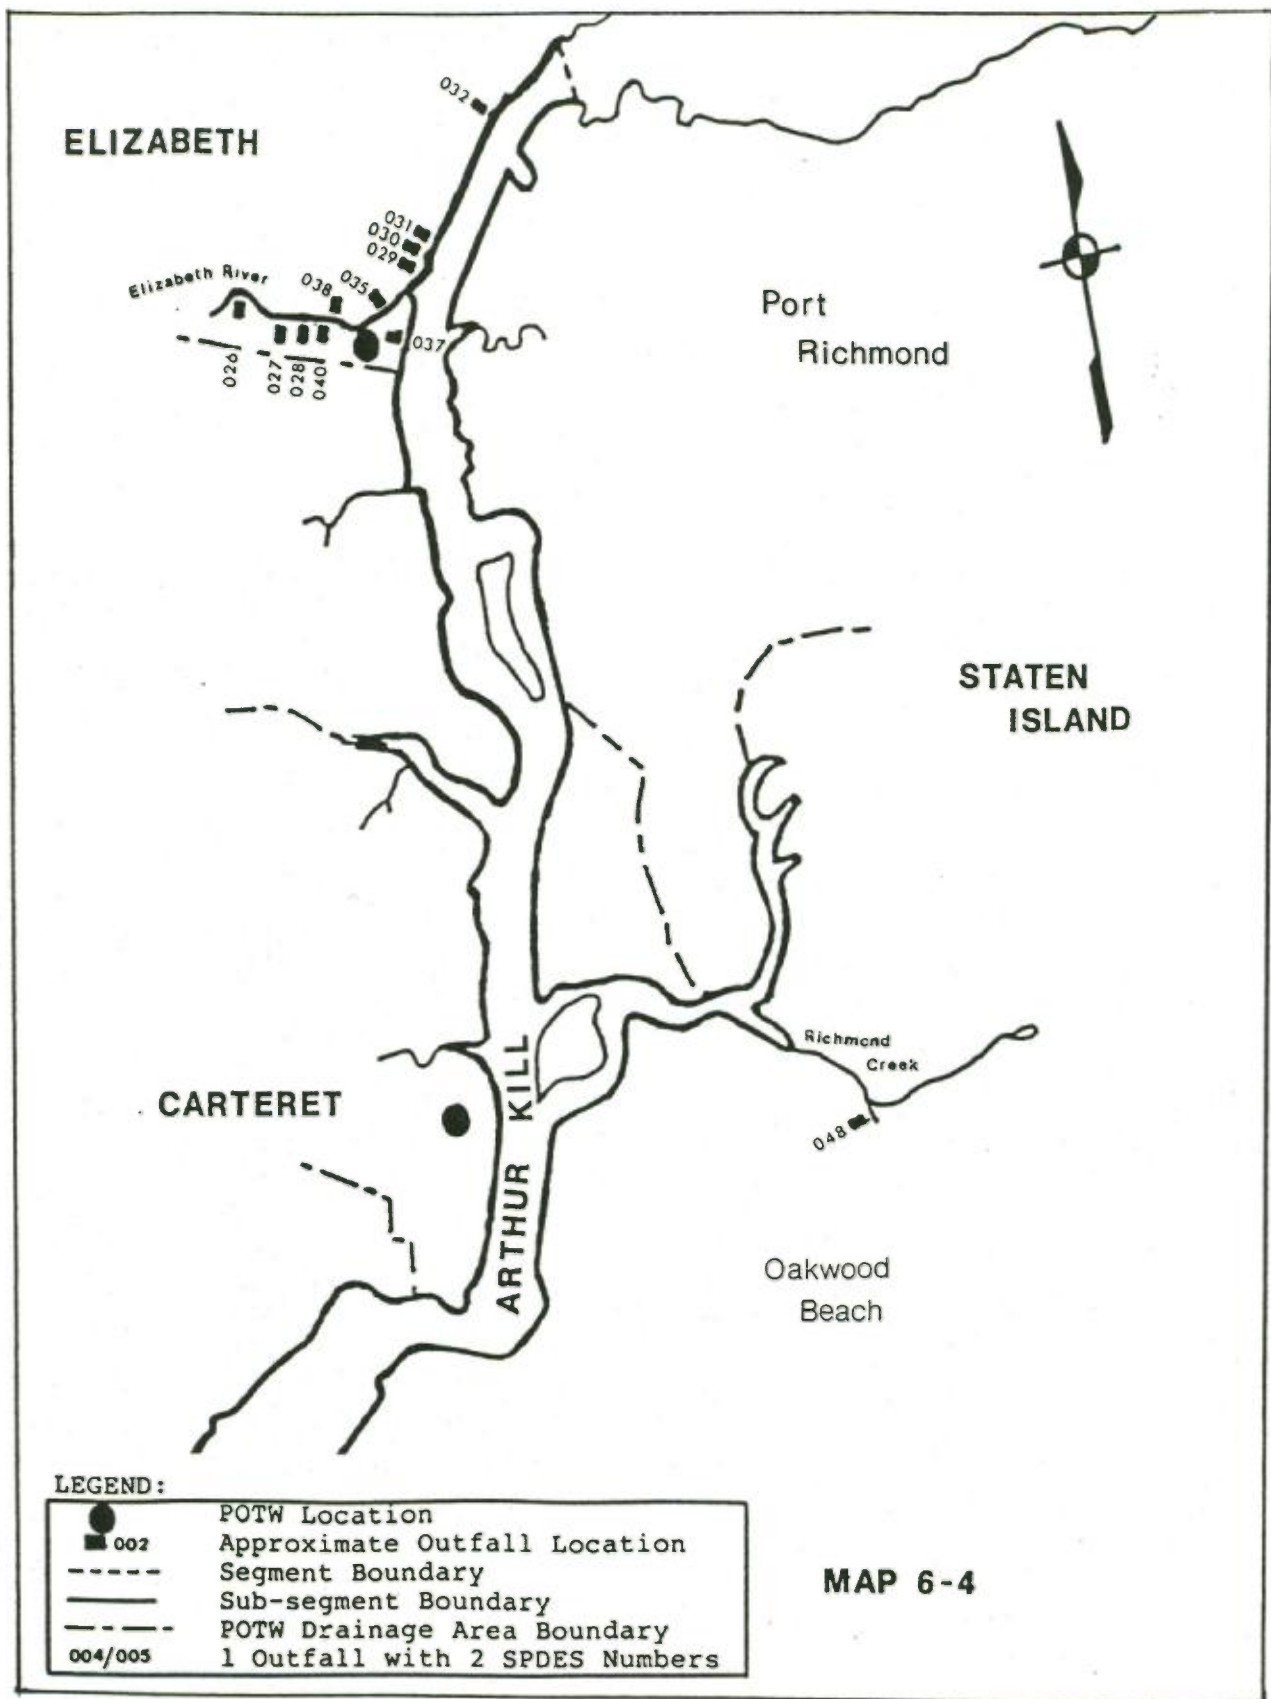 032
ELIZABETH
031
030
029
Elizabeth River
038
035
037
026
027
028
040
Port
Richmond
STATEN
ISLAND
Richmond
Creek
CARTERET
ARTHUR KILL
048
Oakwood
Beach
LEGEND:
POTW Location
002 Approximate Outfall Location
Segment Boundary
Sub-segment Boundary
POTW Drainage Area Boundary
004/005 1 Outfall with 2 SPDES Numbers
MAP 6-4